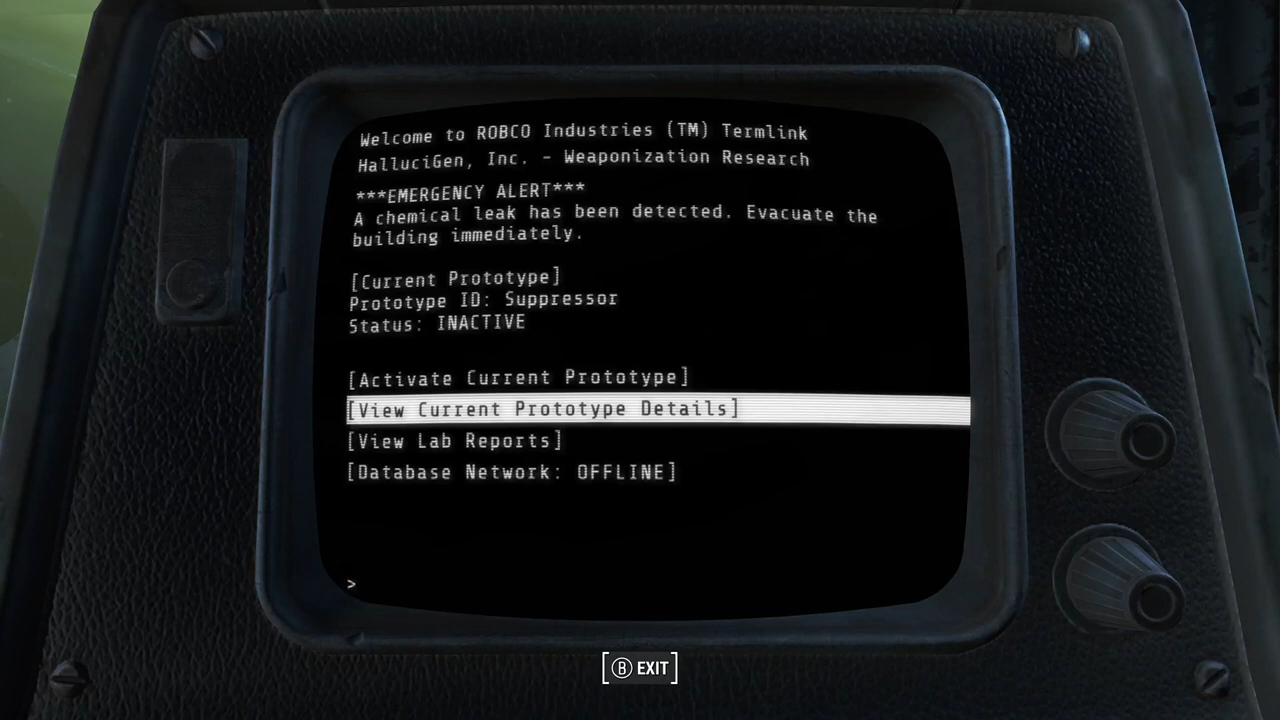 Welcome to ROBCO Industries (TM) Termlink
HalluciGen, Inc. - Weaponization Research
***EMERGENCY ALERT***
A chemical leak has been detected. Evacuate the
building immediately.
[Current Prototype]
Prototype ID: Suppressor
Status: INACTIVE
[Activate Current Prototype]
[View Current Prototype Details]
[View Lab Reports]
[Database Network: OFFLINE]
>
[Ⓑ EXIT]